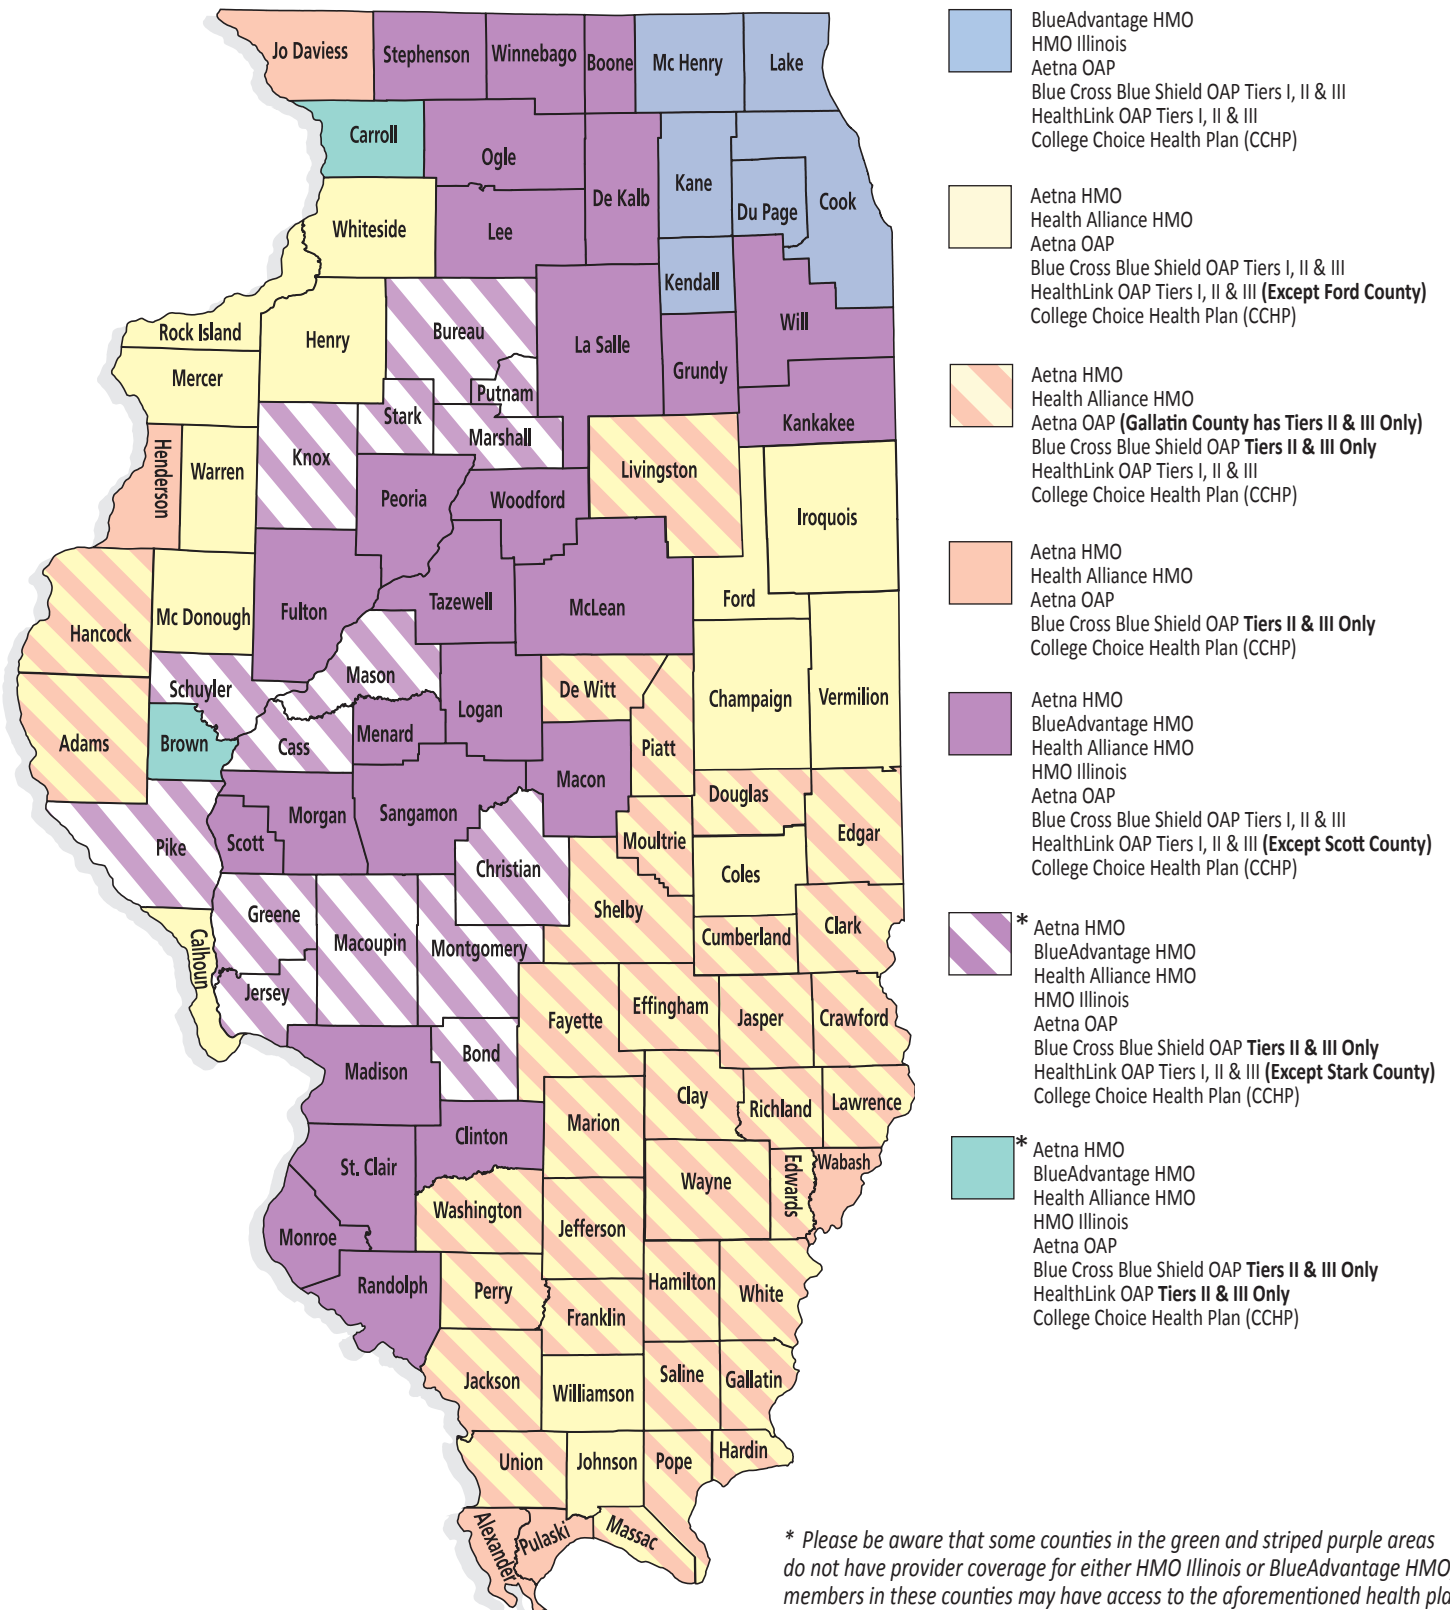 Jo Daviess
Stephenson
Winnebago
Boone
Mc Henry
Lake
Carroll
Ogle
De Kalb
Kane
Du Page
Cook
Whiteside
Lee
Kendall
Rock Island
Henry
Bureau
La Salle
Grundy
Will
Mercer
Putnam
Stark
Marshall
Kankakee
Henderson
Warren
Knox
Peoria
Woodford
Livingston
Iroquois
Hancock
Mc Donough
Fulton
Tazewell
McLean
Ford
Schuyler
Mason
Logan
De Witt
Champaign
Vermilion
Adams
Brown
Cass
Menard
Macon
Piatt
Pike
Scott
Morgan
Sangamon
Christian
Moultrie
Douglas
Edgar
Coles
Calhoun
Greene
Macoupin
Montgomery
Shelby
Cumberland
Clark
Jersey
Bond
Fayette
Effingham
Jasper
Crawford
Madison
Clinton
Marion
Clay
Richland
Lawrence
St. Clair
Washington
Jefferson
Wayne
Edwards
Wabash
Monroe
Randolph
Perry
Franklin
Hamilton
White
Jackson
Williamson
Saline
Gallatin
Union
Johnson
Pope
Hardin
Alexander
Pulaski
Massac
BlueAdvantage HMO
HMO Illinois
Aetna OAP
Blue Cross Blue Shield OAP Tiers I, II & III
HealthLink OAP Tiers I, II & III
College Choice Health Plan (CCHP)
Aetna HMO
Health Alliance HMO
Aetna OAP
Blue Cross Blue Shield OAP Tiers I, II & III
HealthLink OAP Tiers I, II & III (Except Ford County)
College Choice Health Plan (CCHP)
Aetna HMO
Health Alliance HMO
Aetna OAP (Gallatin County has Tiers II & III Only)
Blue Cross Blue Shield OAP Tiers II & III Only
HealthLink OAP Tiers I, II & III
College Choice Health Plan (CCHP)
Aetna HMO
Health Alliance HMO
Aetna OAP
Blue Cross Blue Shield OAP Tiers II & III Only
College Choice Health Plan (CCHP)
Aetna HMO
BlueAdvantage HMO
Health Alliance HMO
HMO Illinois
Aetna OAP
Blue Cross Blue Shield OAP Tiers I, II & III
HealthLink OAP Tiers I, II & III (Except Scott County)
College Choice Health Plan (CCHP)
* Aetna HMO
BlueAdvantage HMO
Health Alliance HMO
HMO Illinois
Aetna OAP
Blue Cross Blue Shield OAP Tiers II & III Only
HealthLink OAP Tiers I, II & III (Except Stark County)
College Choice Health Plan (CCHP)
* Aetna HMO
BlueAdvantage HMO
Health Alliance HMO
HMO Illinois
Aetna OAP
Blue Cross Blue Shield OAP Tiers II & III Only
HealthLink OAP Tiers II & III Only
College Choice Health Plan (CCHP)
* Please be aware that some counties in the green and striped purple areas
do not have provider coverage for either HMO Illinois or BlueAdvantage HMO
members in these counties may have access to the aforementioned health pla